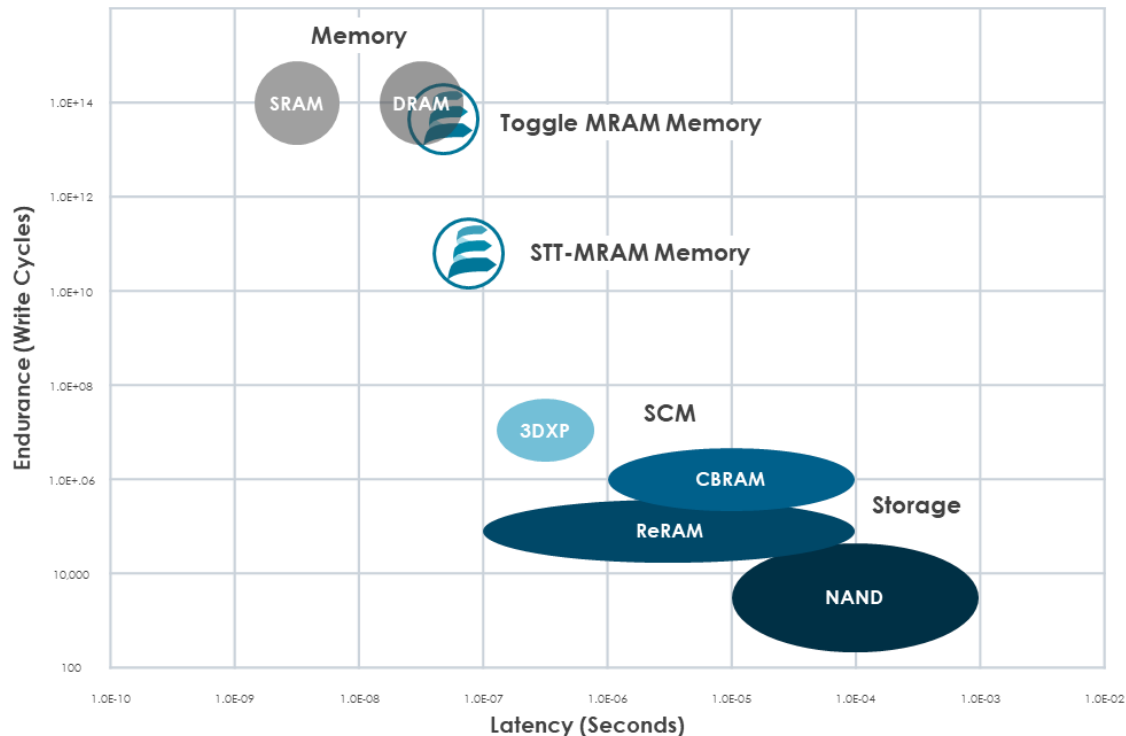 Memory
SRAM
DRAM
1.0E+14
Toggle MRAM Memory
1.0E+12
STT-MRAM Memory
1.0E+10
Endurance (Write Cycles)
1.0E+08
SCM
3DXP
1.0E+.06
CBRAM
Storage
ReRAM
10,000
NAND
100
1.0E-10
1.0E-09
1.0E-08
1.0E-07
1.0E-06
1.0E-05
1.0E-04
1.0E-03
1.0E-02
Latency (Seconds)